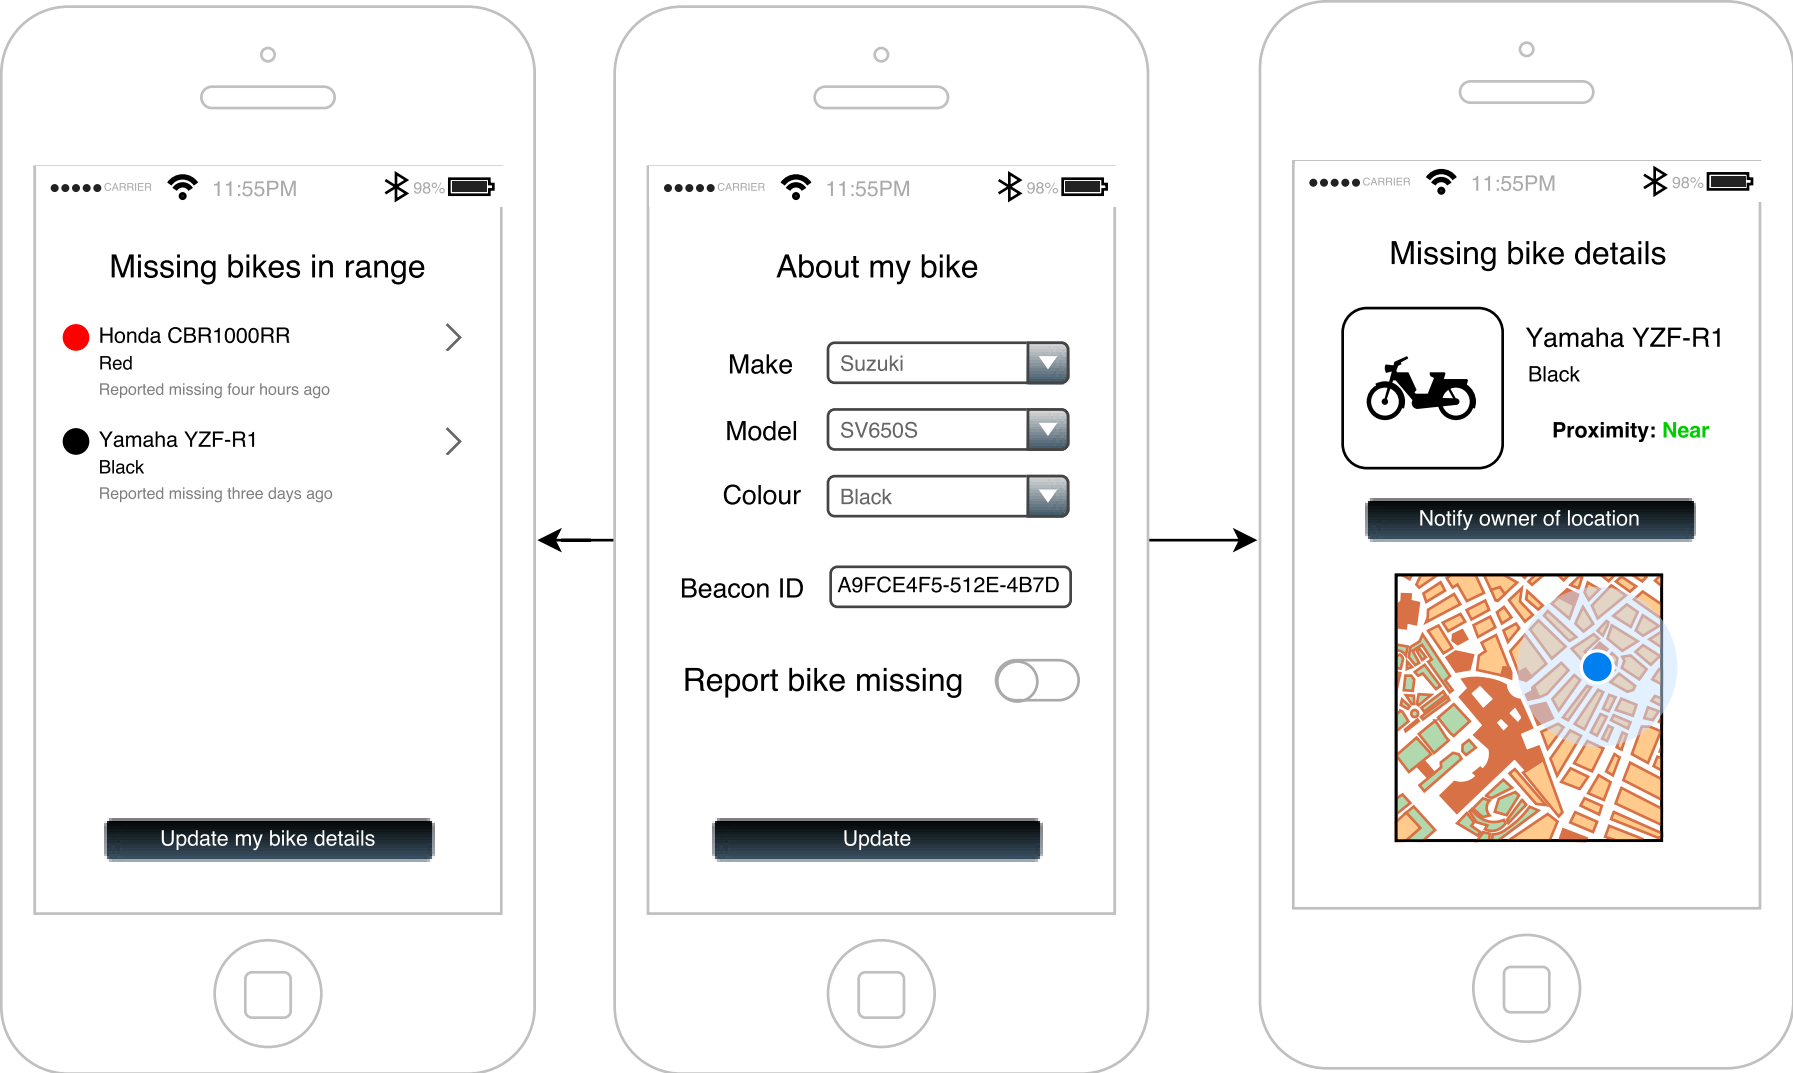 CARRIER 11:55PM 98%
Missing bikes in range
Honda CBR1000RR
Red
Reported missing four hours ago
Yamaha YZF-R1
Black
Reported missing three days ago
Update my bike details
CARRIER 11:55PM 98%
About my bike
Make Suzuki
Model SV650S
Colour Black
Beacon ID A9FCE4F5-512E-4B7D
Report bike missing
Update
CARRIER 11:55PM 98%
Missing bike details
Yamaha YZF-R1
Black
Proximity: Near
Notify owner of location